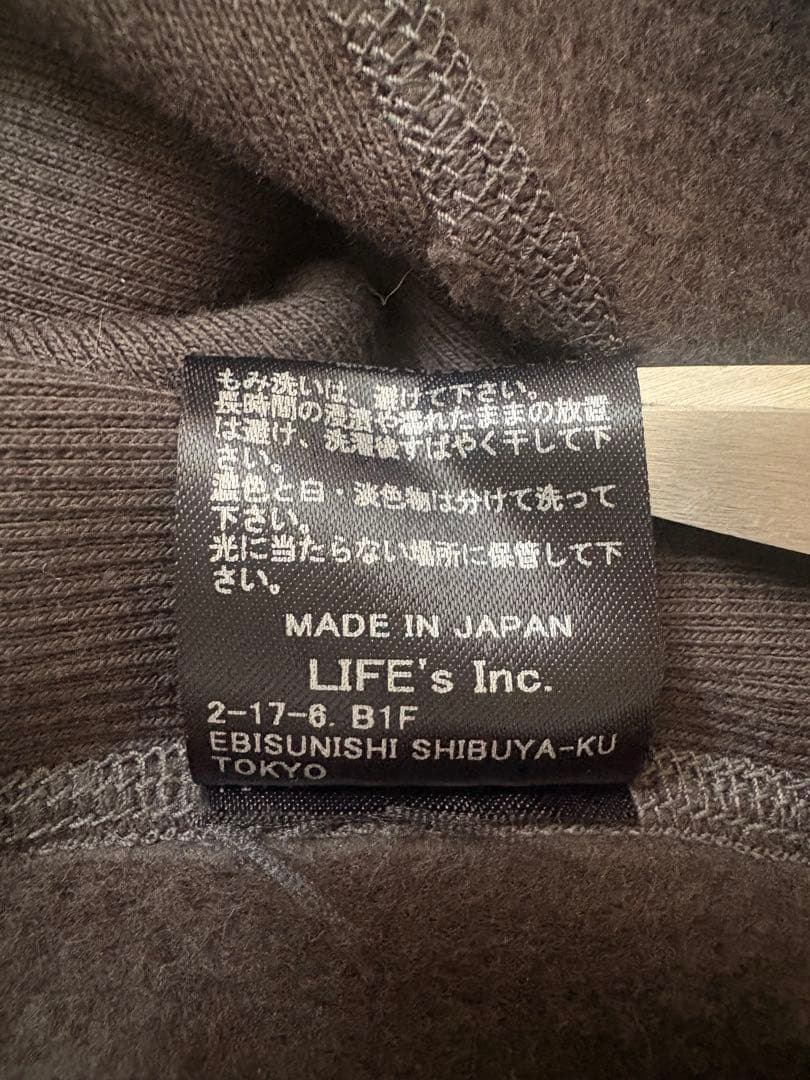 もみ洗いは、避けて下さい。
長時間の浸漬や濡れたままの放置
は避け、洗濯後すばやく干して下
さい。
濃色と白・淡色物は分けて洗って
下さい。
光に当たらない場所に保管して下
さい。
MADE IN JAPAN
LIFE's Inc.
2-17-6. B1F
EBISUNISHI SHIBUYA-KU
TOKYO